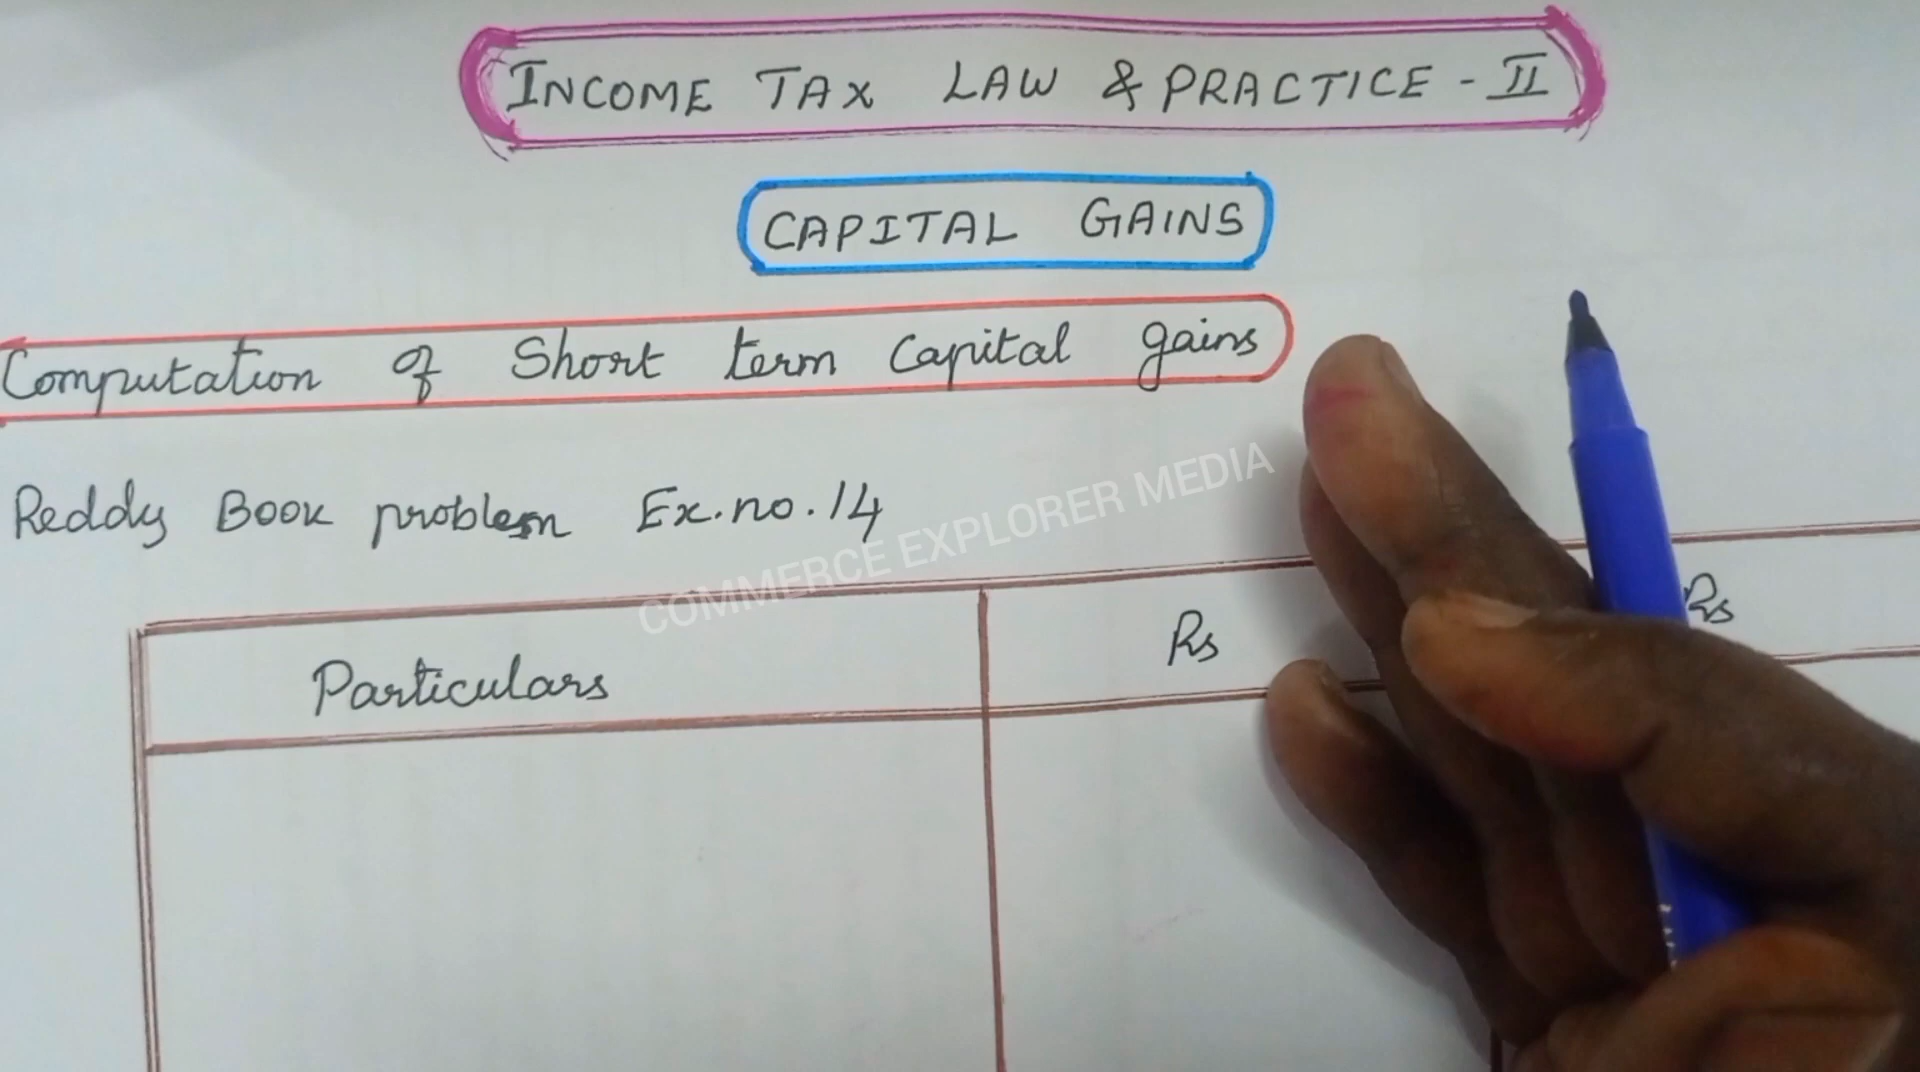 INCOME TAX LAW & PRACTICE - II
CAPITAL GAINS
Computation of Short term Capital gains
Reddy Book problem Ex.no.14
COMMERCE EXPLORER MEDIA
Particulars Rs Rs